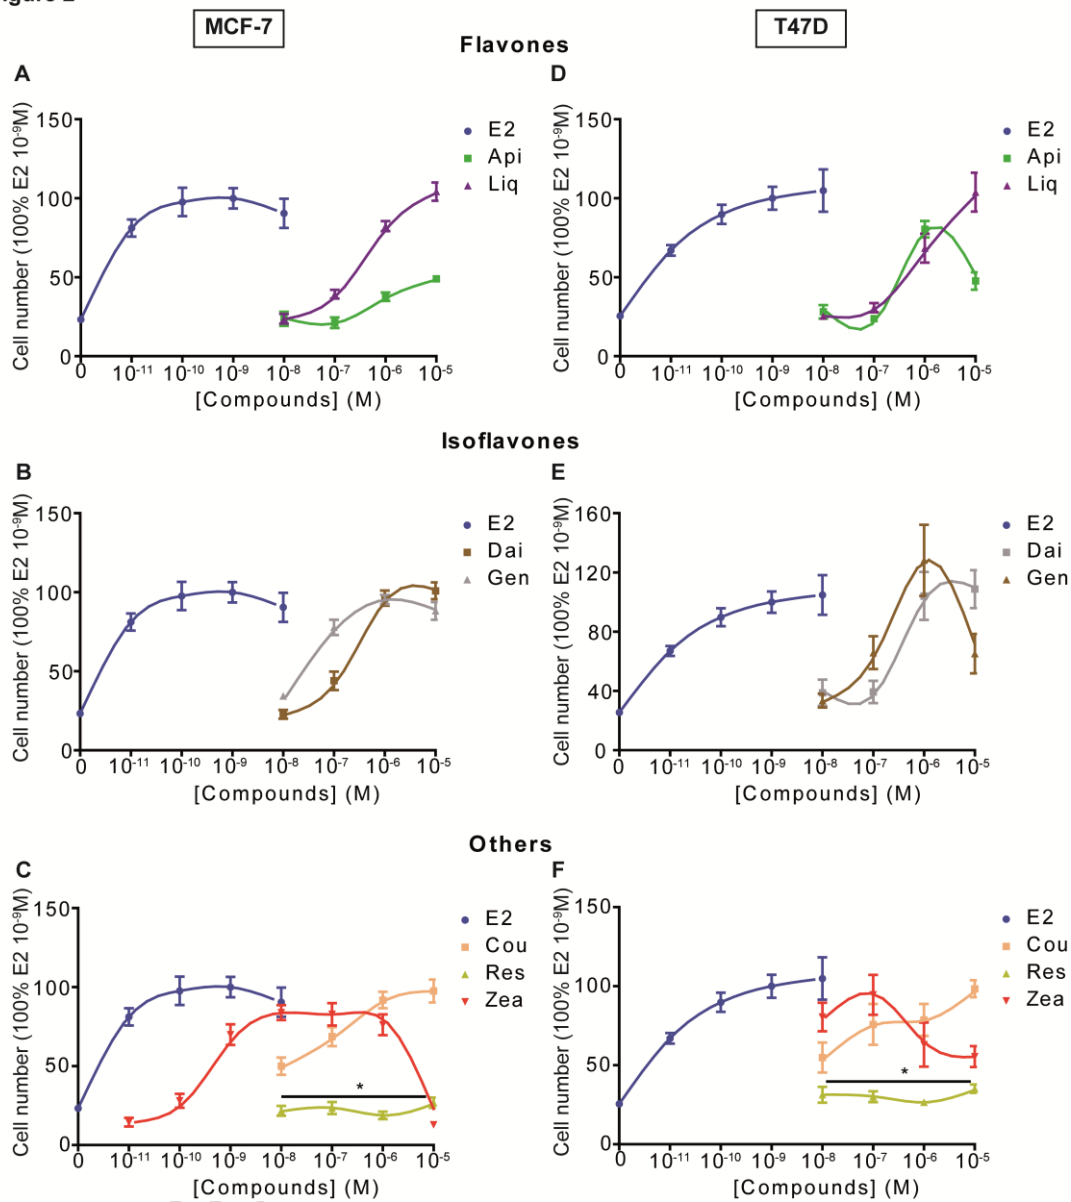 MCF-7
T47D
Flavones
A
D
Cell number (100% E2 10⁻⁹M)
150
100
50
0
0 10⁻¹¹ 10⁻¹⁰ 10⁻⁹ 10⁻⁸ 10⁻⁷ 10⁻⁶ 10⁻⁵
[Compounds] (M)
E2
Api
Liq
Cell number (100% E2 10⁻⁹M)
150
100
50
0
0 10⁻¹¹ 10⁻¹⁰ 10⁻⁹ 10⁻⁸ 10⁻⁷ 10⁻⁶ 10⁻⁵
[Compounds] (M)
E2
Api
Liq
Isoflavones
B
E
Cell number (100% E2 10⁻⁹M)
150
100
50
0
0 10⁻¹¹ 10⁻¹⁰ 10⁻⁹ 10⁻⁸ 10⁻⁷ 10⁻⁶ 10⁻⁵
[Compounds] (M)
E2
Dai
Gen
Cell number (100% E2 10⁻⁹M)
160
120
80
40
0
0 10⁻¹¹ 10⁻¹⁰ 10⁻⁹ 10⁻⁸ 10⁻⁷ 10⁻⁶ 10⁻⁵
[Compounds] (M)
E2
Dai
Gen
Others
C
F
Cell number (100% E2 10⁻⁹M)
150
100
50
0
0 10⁻¹¹ 10⁻¹⁰ 10⁻⁹ 10⁻⁸ 10⁻⁷ 10⁻⁶ 10⁻⁵
[Compounds] (M)
E2
Cou
Res
Zea
*
Cell number (100% E2 10⁻⁹M)
150
100
50
0
0 10⁻¹¹ 10⁻¹⁰ 10⁻⁹ 10⁻⁸ 10⁻⁷ 10⁻⁶ 10⁻⁵
[Compounds] (M)
E2
Cou
Res
Zea
*